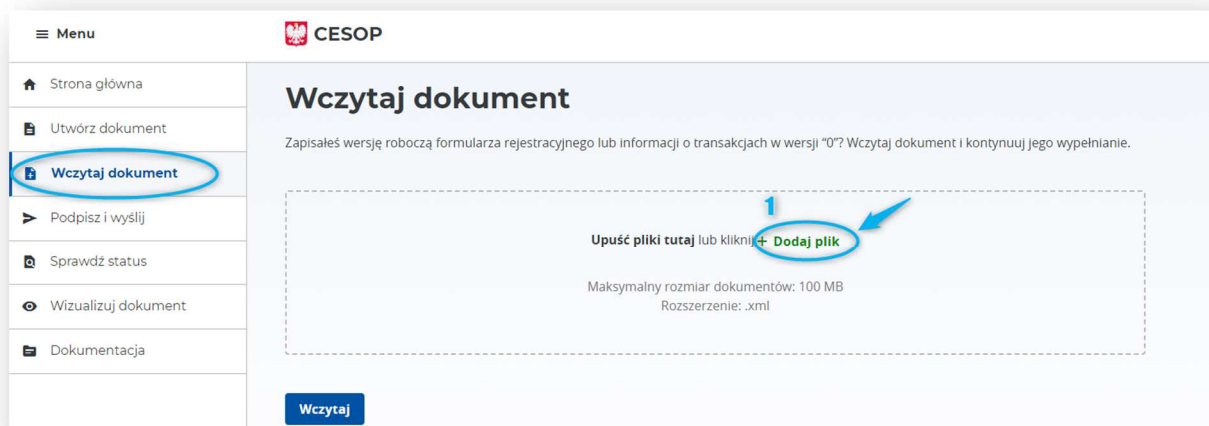 Menu
CESOP
Strona główna
Utwórz dokument
Wczytaj dokument
Podpisz i wyślij
Sprawdź status
Wizualizuj dokument
Dokumentacja
Wczytaj dokument
Zapisałeś wersję roboczą formularza rejestracyjnego lub informacji o transakcjach w wersji “0”? Wczytaj dokument i kontynuuj jego wypełnianie.
1
Upuść pliki tutaj lub kliknij + Dodaj plik
Maksymalny rozmiar dokumentów: 100 MB
Rozszerzenie: .xml
Wczytaj